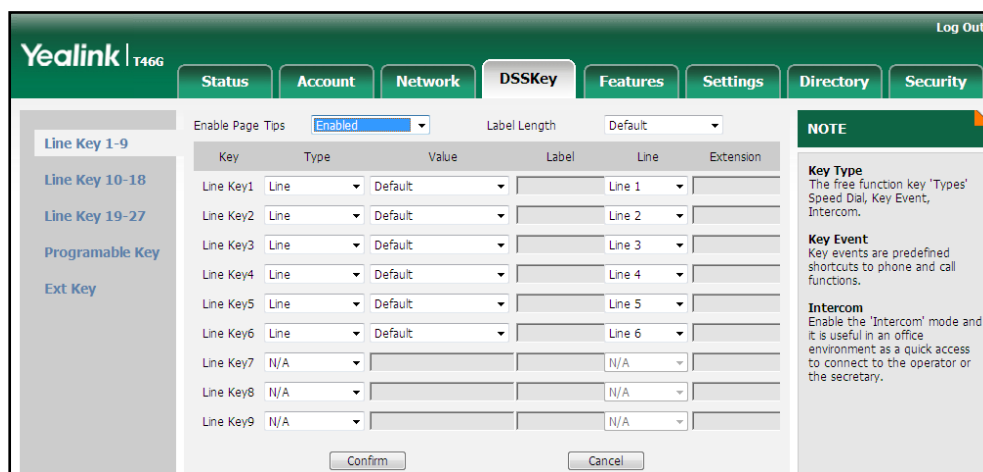 Log Out
Yealink T46G
Status Account Network DSSKey Features Settings Directory Security
Line Key 1-9
Line Key 10-18
Line Key 19-27
Programable Key
Ext Key
Enable Page Tips Enabled Label Length Default
Key Type Value Label Line Extension
Line Key1 Line Default Line 1
Line Key2 Line Default Line 2
Line Key3 Line Default Line 3
Line Key4 Line Default Line 4
Line Key5 Line Default Line 5
Line Key6 Line Default Line 6
Line Key7 N/A N/A
Line Key8 N/A N/A
Line Key9 N/A N/A
Confirm Cancel
NOTE
Key Type
The free function key 'Types'
Speed Dial, Key Event,
Intercom.
Key Event
Key events are predefined
shortcuts to phone and call
functions.
Intercom
Enable the 'Intercom' mode and
it is useful in an office
environment as a quick access
to connect to the operator or
the secretary.